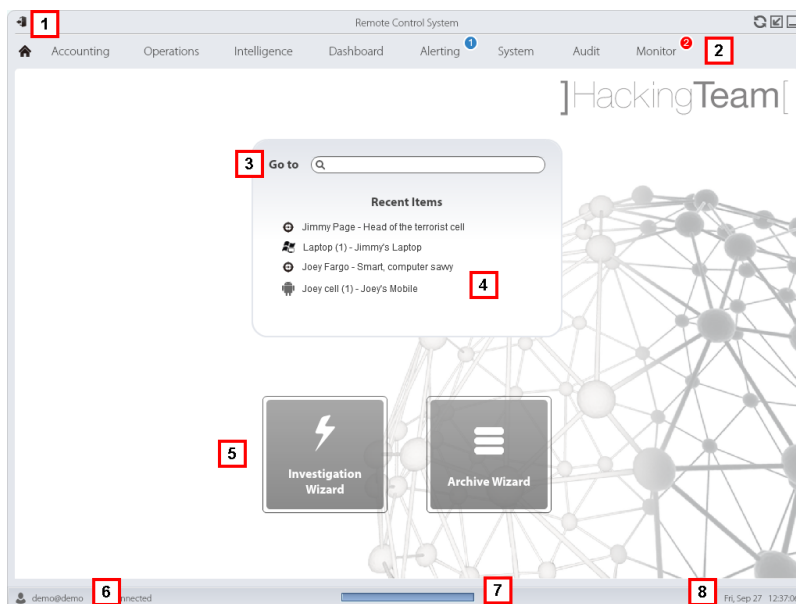 1
Remote Control System
Accounting Operations Intelligence Dashboard Alerting 1 System Audit Monitor 2 2
]HackingTeam[
3 Go to
Recent Items
Jimmy Page - Head of the terrorist cell
Laptop (1) - Jimmy's Laptop
Joey Fargo - Smart, computer savvy
Joey cell (1) - Joey's Mobile
4
5
Investigation
Wizard
Archive Wizard
demo@demo 6 nnected 7 8 Fri, Sep 27 12:37:06